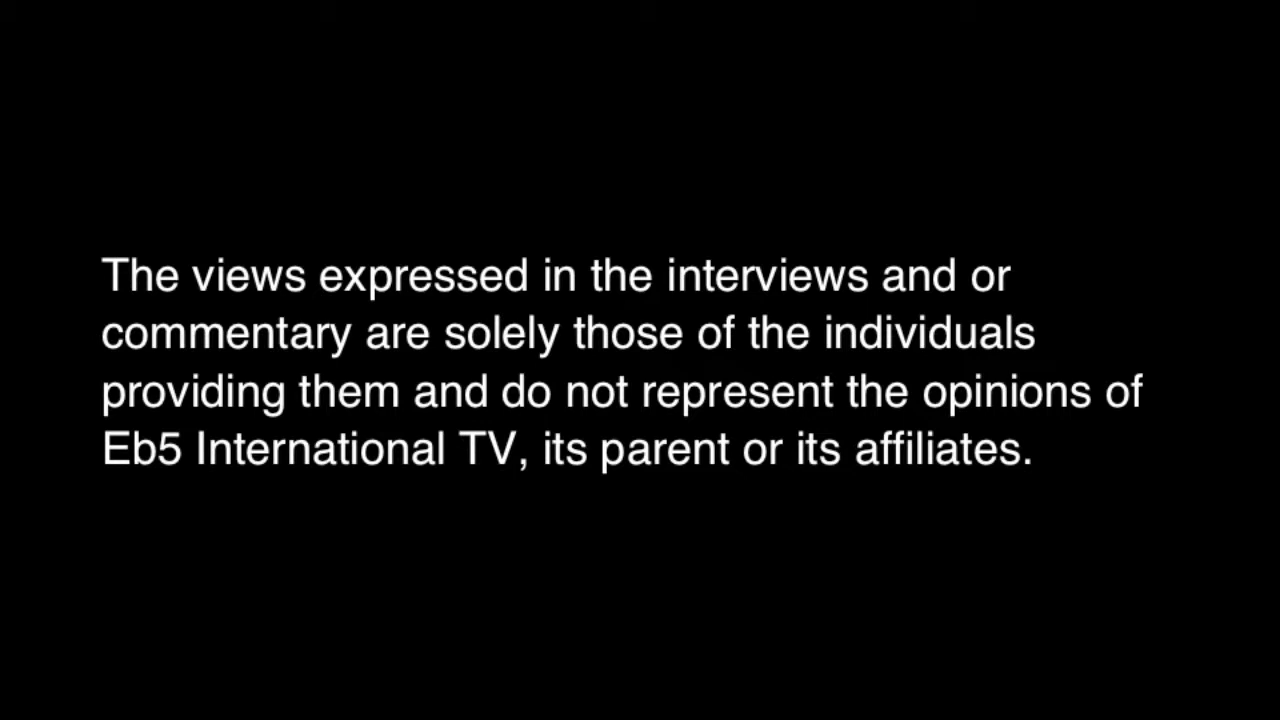 The views expressed in the interviews and or
commentary are solely those of the individuals
providing them and do not represent the opinions of
Eb5 International TV, its parent or its affiliates.